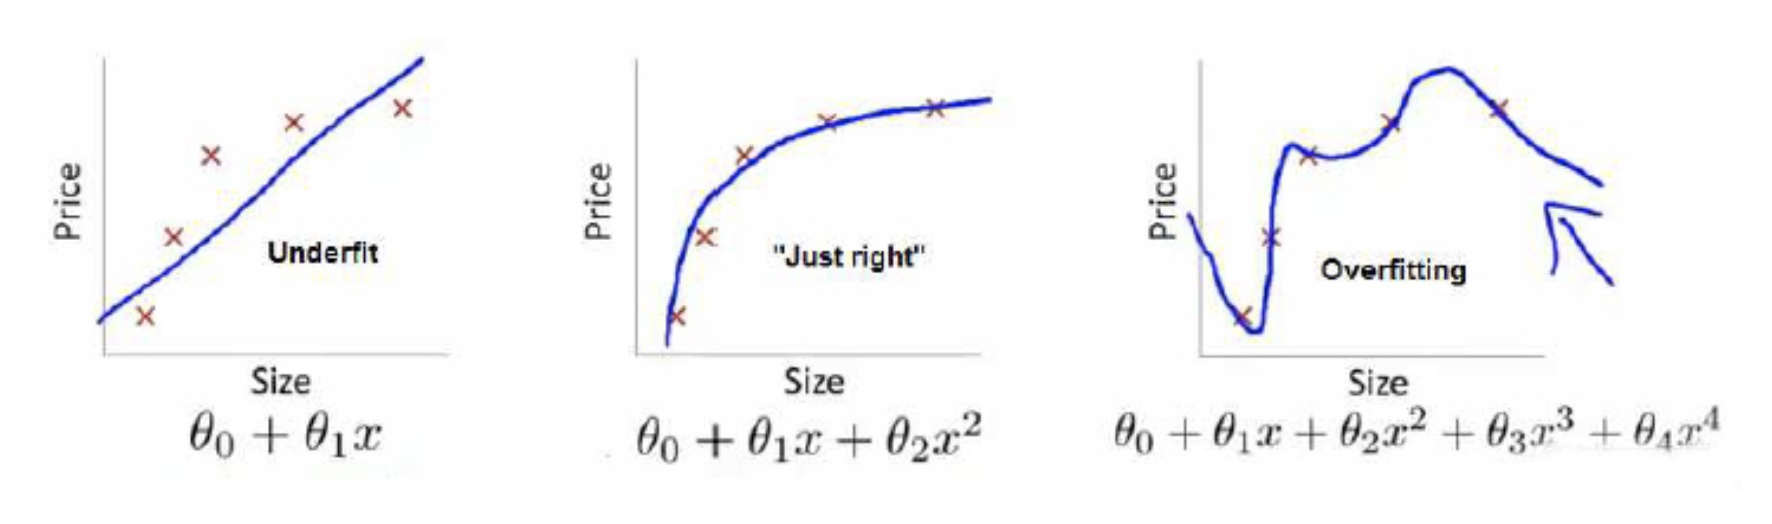 Price
Underfit
Size
θ₀ + θ₁x
Price
"Just right"
Size
θ₀ + θ₁x + θ₂x²
Price
Overfitting
Size
θ₀ + θ₁x + θ₂x² + θ₃x³ + θ₄x⁴